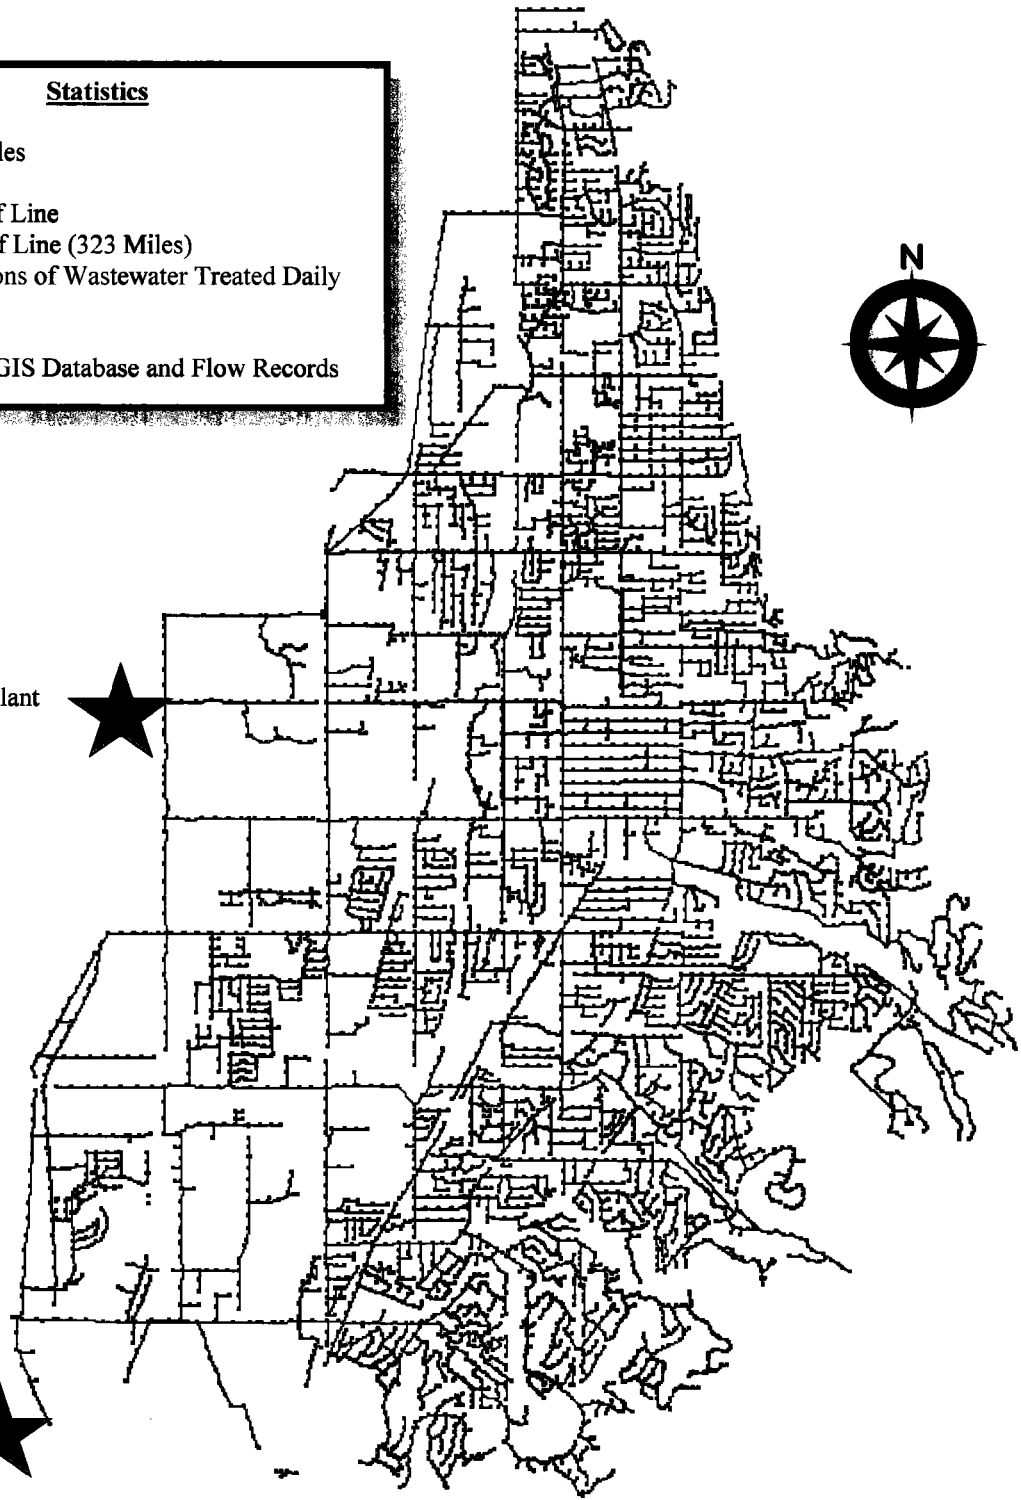 Statistics
les
f Line
f Line (323 Miles)
ons of Wastewater Treated Daily
GIS Database and Flow Records
N
lant